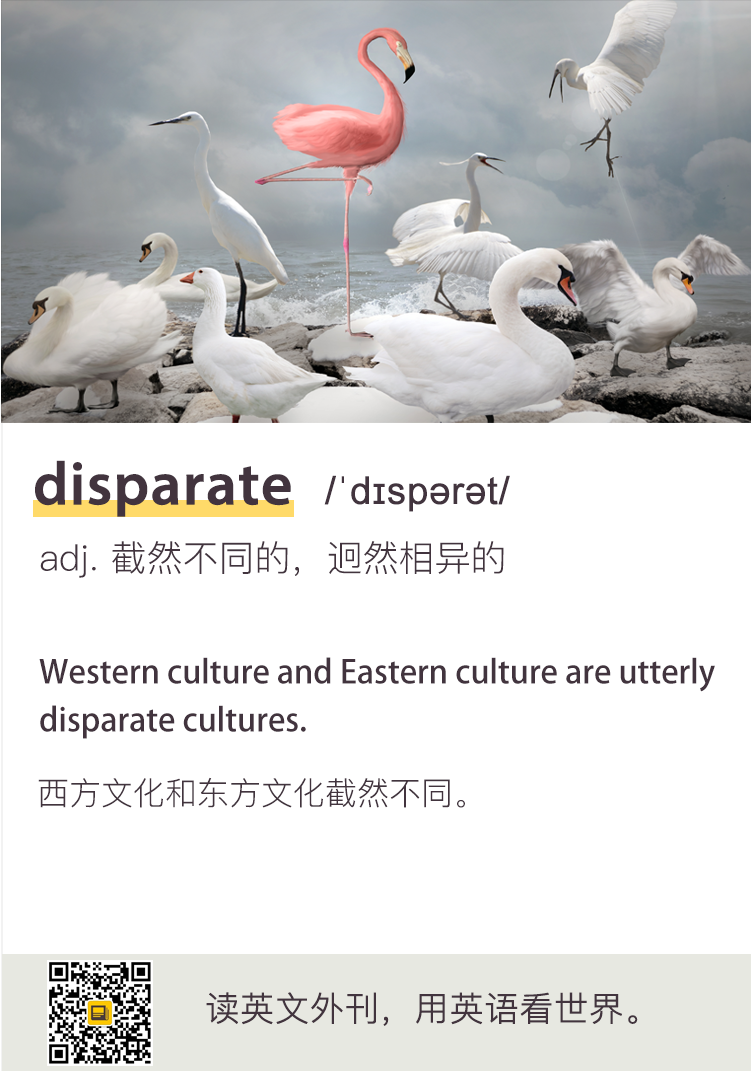 disparate /ˈdɪspərət/
adj. 截然不同的，迥然相异的
Western culture and Eastern culture are utterly
disparate cultures.
西方文化和东方文化截然不同。
读英文外刊，用英语看世界。